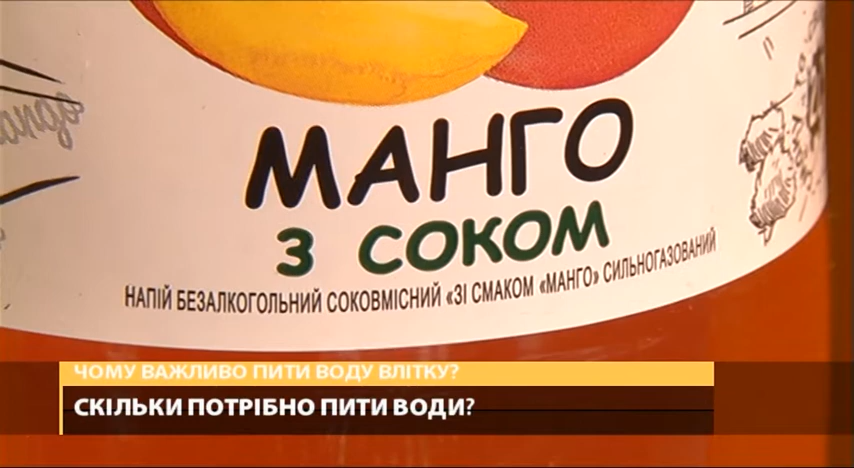 МАНГО
З СОКОМ
НАПІЙ БЕЗАЛКОГОЛЬНИЙ СОКОВМІСНИЙ «ЗІ СМАКОМ «МАНГО» СИЛЬНОГАЗОВАНИЙ
ЧОМУ ВАЖЛИВО ПИТИ ВОДУ ВЛІТКУ?
СКІЛЬКИ ПОТРІБНО ПИТИ ВОДИ?